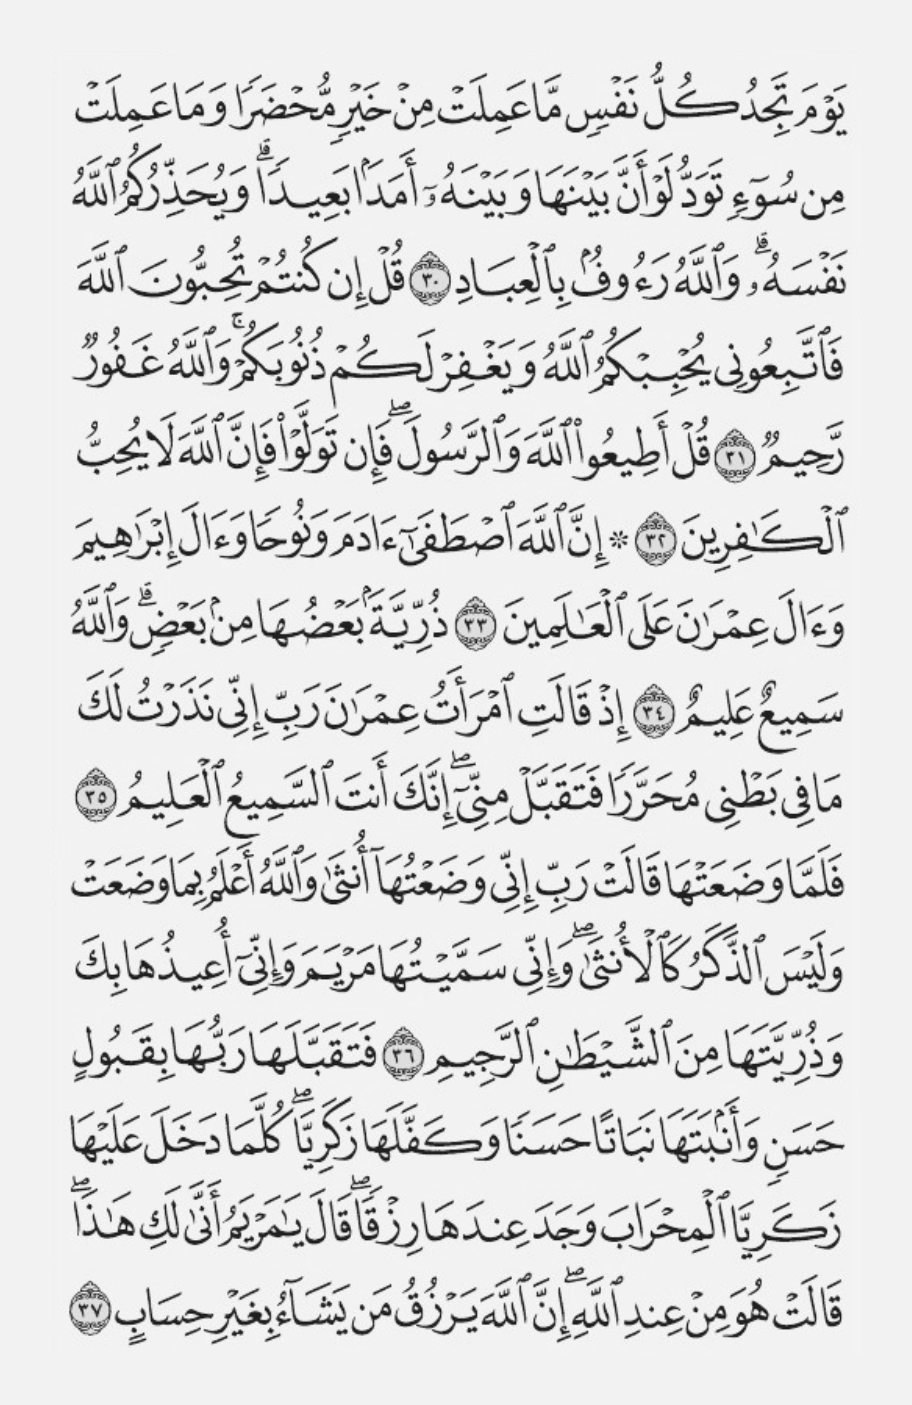 يَوْمَ تَجِدُ كُلُّ نَفْسٍ مَّا عَمِلَتْ مِنْ خَيْرٍ مُّحْضَرًا وَمَا عَمِلَتْ
مِن سُوٓءٍ تَوَدُّ لَوْ أَنَّ بَيْنَهَا وَبَيْنَهُۥٓ أَمَدَۢا بَعِيدًاۗ وَيُحَذِّرُكُمُ ٱللَّهُ
نَفْسَهُۥۗ وَٱللَّهُ رَءُوفُۢ بِٱلْعِبَادِ ٣٠ قُلْ إِن كُنتُمْ تُحِبُّونَ ٱللَّهَ
فَٱتَّبِعُونِى يُحْبِبْكُمُ ٱللَّهُ وَيَغْفِرْ لَكُمْ ذُنُوبَكُمْۚ وَٱللَّهُ غَفُورٌ
رَّحِيمٌ ٣١ قُلْ أَطِيعُوا۟ ٱللَّهَ وَٱلرَّسُولَۖ فَإِن تَوَلَّوْا۟ فَإِنَّ ٱللَّهَ لَا يُحِبُّ
ٱلْكَٰفِرِينَ ٣٢ ۞ إِنَّ ٱللَّهَ ٱصْطَفَىٰٓ ءَادَمَ وَنُوحًا وَءَالَ إِبْرَٰهِيمَ
وَءَالَ عِمْرَٰنَ عَلَى ٱلْعَٰلَمِينَ ٣٣ ذُرِّيَّةَۢ بَعْضُهَا مِنۢ بَعْضٍۗ وَٱللَّهُ
سَمِيعٌ عَلِيمٌ ٣٤ إِذْ قَالَتِ ٱمْرَأَتُ عِمْرَٰنَ رَبِّ إِنِّى نَذَرْتُ لَكَ
مَا فِى بَطْنِى مُحَرَّرًا فَتَقَبَّلْ مِنِّىٓۖ إِنَّكَ أَنتَ ٱلسَّمِيعُ ٱلْعَلِيمُ ٣٥
فَلَمَّا وَضَعَتْهَا قَالَتْ رَبِّ إِنِّى وَضَعْتُهَآ أُنثَىٰ وَٱللَّهُ أَعْلَمُ بِمَا وَضَعَتْ
وَلَيْسَ ٱلذَّكَرُ كَٱلْأُنثَىٰۖ وَإِنِّى سَمَّيْتُهَا مَرْيَمَ وَإِنِّىٓ أُعِيذُهَا بِكَ
وَذُرِّيَّتَهَا مِنَ ٱلشَّيْطَٰنِ ٱلرَّجِيمِ ٣٦ فَتَقَبَّلَهَا رَبُّهَا بِقَبُولٍ
حَسَنٍ وَأَنۢبَتَهَا نَبَاتًا حَسَنًا وَكَفَّلَهَا زَكَرِيَّاۖ كُلَّمَا دَخَلَ عَلَيْهَا
زَكَرِيَّا ٱلْمِحْرَابَ وَجَدَ عِندَهَا رِزْقًاۖ قَالَ يَٰمَرْيَمُ أَنَّىٰ لَكِ هَٰذَاۖ
قَالَتْ هُوَ مِنْ عِندِ ٱللَّهِۖ إِنَّ ٱللَّهَ يَرْزُقُ مَن يَشَآءُ بِغَيْرِ حِسَابٍ ٣٧